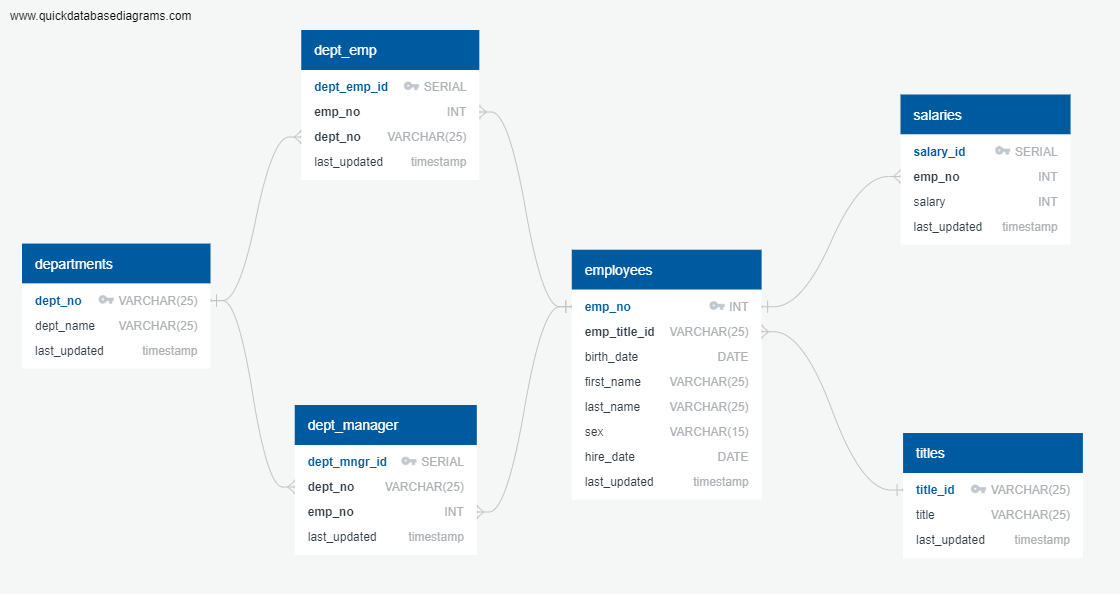 www.quickdatabasediagrams.com
dept_emp
dept_emp_id SERIAL
emp_no INT
dept_no VARCHAR(25)
last_updated timestamp
salaries
salary_id SERIAL
emp_no INT
salary INT
last_updated timestamp
departments
dept_no VARCHAR(25)
dept_name VARCHAR(25)
last_updated timestamp
employees
emp_no INT
emp_title_id VARCHAR(25)
birth_date DATE
first_name VARCHAR(25)
last_name VARCHAR(25)
sex VARCHAR(15)
hire_date DATE
last_updated timestamp
dept_manager
dept_mngr_id SERIAL
dept_no VARCHAR(25)
emp_no INT
last_updated timestamp
titles
title_id VARCHAR(25)
title VARCHAR(25)
last_updated timestamp